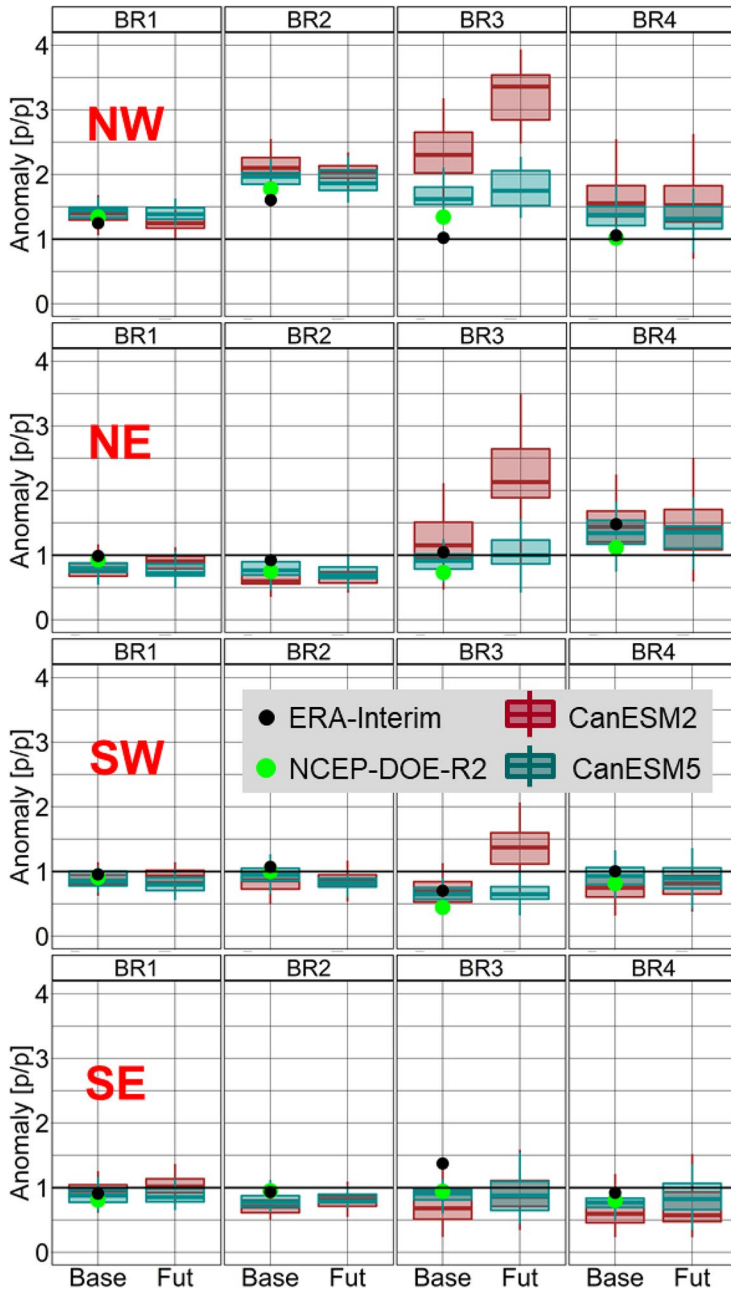 BR1 BR2 BR3 BR4
4
3
2
1
0
Anomaly [p/p]
NW
BR1 BR2 BR3 BR4
4
3
2
1
0
Anomaly [p/p]
NE
BR1 BR2 BR3 BR4
4
3
2
1
0
Anomaly [p/p]
SW
ERA-Interim CanESM2
NCEP-DOE-R2 CanESM5
BR1 BR2 BR3 BR4
4
3
2
1
0
Anomaly [p/p]
SE
Base Fut Base Fut Base Fut Base Fut